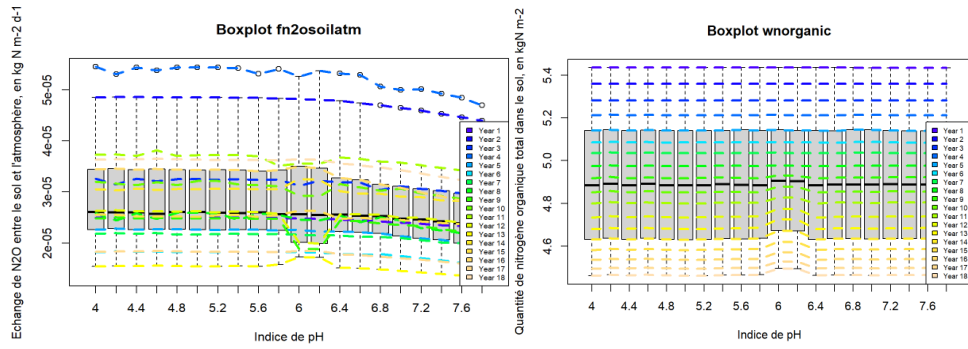 Boxplot fn2osoilatm
Echange de N2O entre le sol et l'atmosphère, en kg N m-2 d-1
5e-05
4e-05
3e-05
2e-05
4
4.4
4.8
5.2
5.6
6
6.4
6.8
7.2
7.6
Indice de pH
Year 1
Year 2
Year 3
Year 4
Year 5
Year 6
Year 7
Year 8
Year 9
Year 10
Year 11
Year 12
Year 13
Year 14
Year 15
Year 16
Year 17
Year 18
Boxplot wnorganic
Quantité de nitrogène organique total dans le sol, en kgN m-2
5.4
5.2
5.0
4.8
4.6
4
4.4
4.8
5.2
5.6
6
6.4
6.8
7.2
7.6
Indice de pH
Year 1
Year 2
Year 3
Year 4
Year 5
Year 6
Year 7
Year 8
Year 9
Year 10
Year 11
Year 12
Year 13
Year 14
Year 15
Year 16
Year 17
Year 18